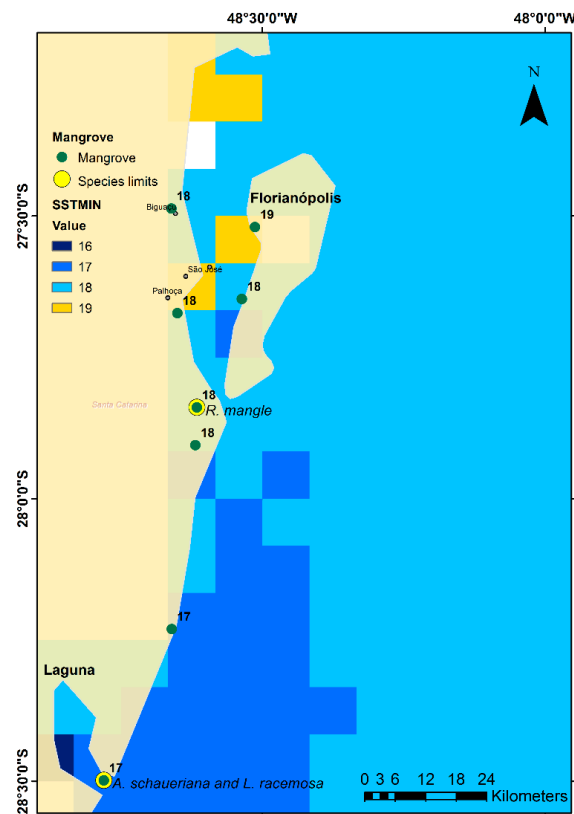 48°30'0"W
48°0'0"W
N
Mangrove
Mangrove
Species limits
SSTMIN
Value
16
17
18
19
18
Biguaçu
Florianópolis
19
27°30'0"S
São José
Palhoça
18
18
18
R. mangle
Santa Catarina
18
28°0'0"S
17
Laguna
17
A. schaueriana and L. racemosa
28°30'0"S
0 3 6 12 18 24
Kilometers